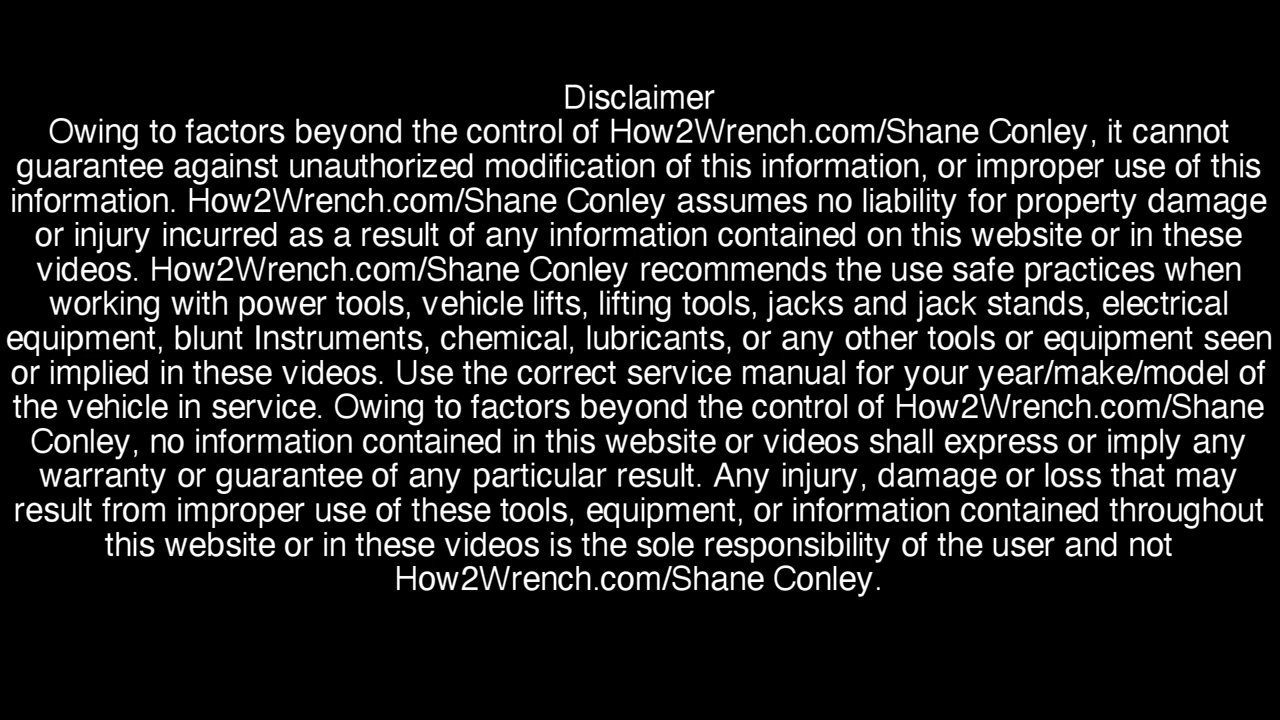 Disclaimer
Owing to factors beyond the control of How2Wrench.com/Shane Conley, it cannot
guarantee against unauthorized modification of this information, or improper use of this
information. How2Wrench.com/Shane Conley assumes no liability for property damage
or injury incurred as a result of any information contained on this website or in these
videos. How2Wrench.com/Shane Conley recommends the use safe practices when
working with power tools, vehicle lifts, lifting tools, jacks and jack stands, electrical
equipment, blunt Instruments, chemical, lubricants, or any other tools or equipment seen
or implied in these videos. Use the correct service manual for your year/make/model of
the vehicle in service. Owing to factors beyond the control of How2Wrench.com/Shane
Conley, no information contained in this website or videos shall express or imply any
warranty or guarantee of any particular result. Any injury, damage or loss that may
result from improper use of these tools, equipment, or information contained throughout
this website or in these videos is the sole responsibility of the user and not
How2Wrench.com/Shane Conley.